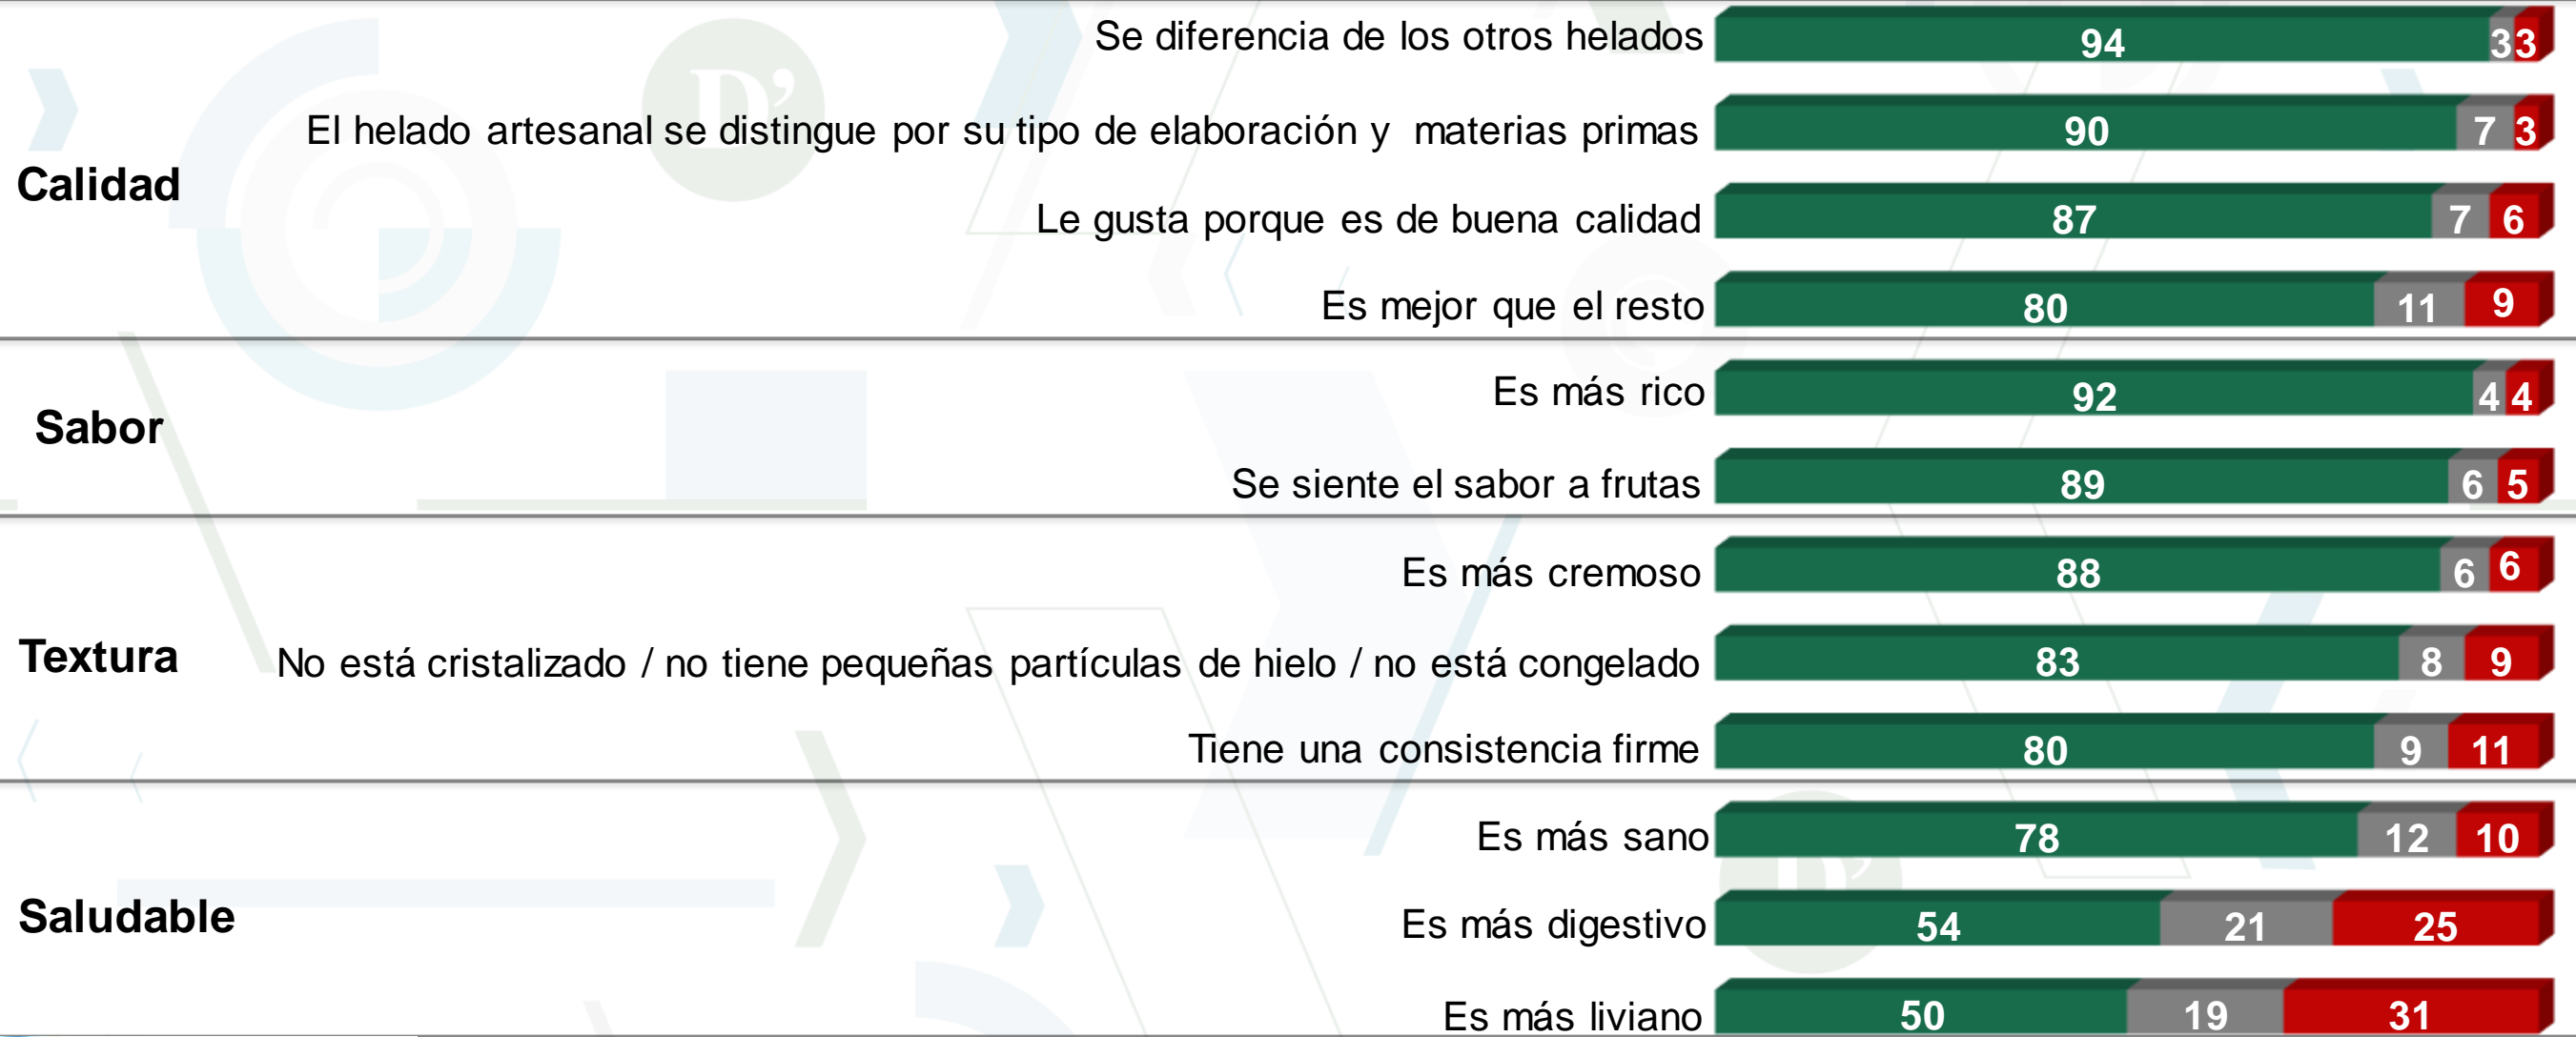 Calidad
Se diferencia de los otros helados 94 3 3
El helado artesanal se distingue por su tipo de elaboración y materias primas 90 7 3
Le gusta porque es de buena calidad 87 7 6
Es mejor que el resto 80 11 9
Sabor
Es más rico 92 4 4
Se siente el sabor a frutas 89 6 5
Textura
Es más cremoso 88 6 6
No está cristalizado / no tiene pequeñas partículas de hielo / no está congelado 83 8 9
Tiene una consistencia firme 80 9 11
Saludable
Es más sano 78 12 10
Es más digestivo 54 21 25
Es más liviano 50 19 31
D’
D’